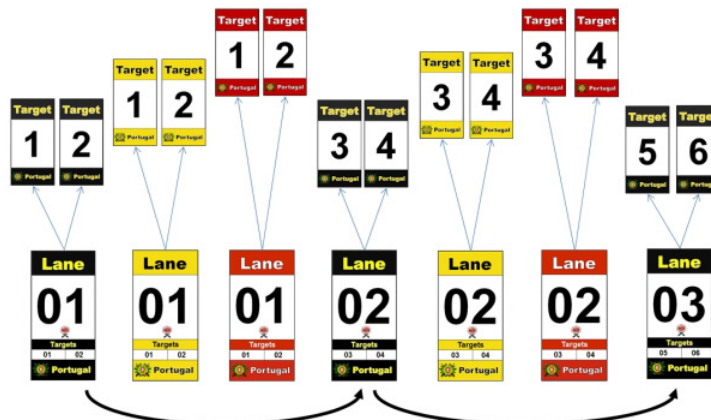 Target Target
1 2
Portugal Portugal
Target Target
1 2
Portugal Portugal
Target Target
1 2
Portugal Portugal
Target Target
3 4
Portugal Portugal
Target Target
3 4
Portugal Portugal
Target Target
3 4
Portugal Portugal
Target Target
5 6
Portugal Portugal
Lane
01
Targets
01 02
Portugal
Lane
01
Targets
01 02
Portugal
Lane
01
Targets
01 02
Portugal
Lane
02
Targets
03 04
Portugal
Lane
02
Targets
03 04
Portugal
Lane
02
Targets
03 04
Portugal
Lane
03
Targets
05 06
Portugal